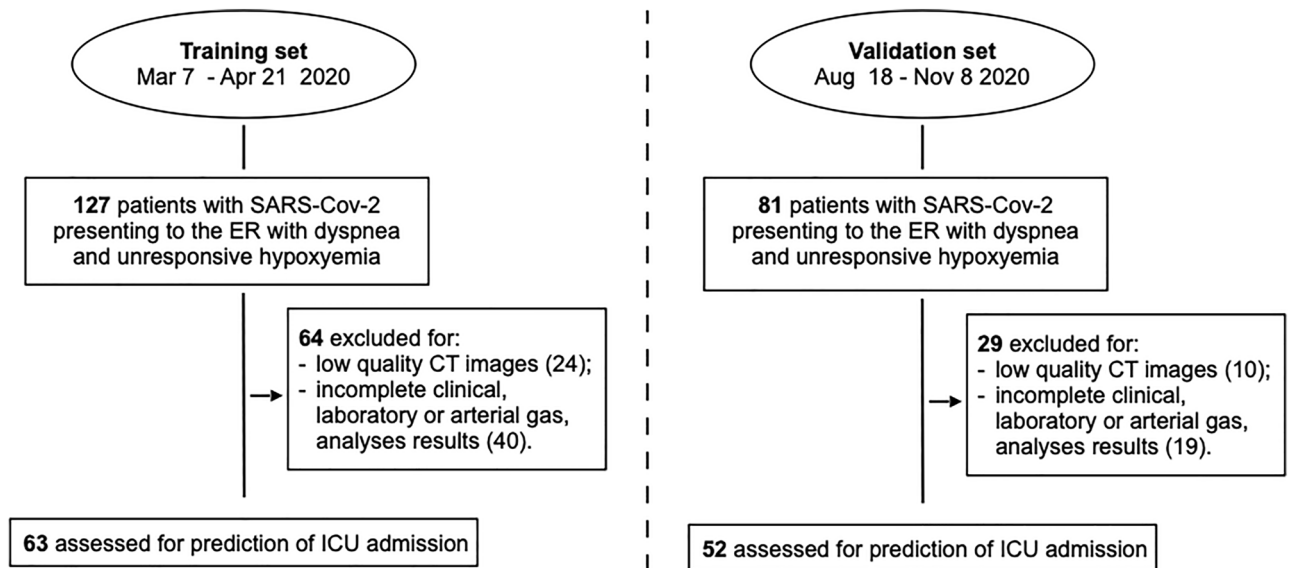 Training set
Mar 7 - Apr 21 2020
127 patients with SARS-Cov-2
presenting to the ER with dyspnea
and unresponsive hypoxyemia
64 excluded for:
- low quality CT images (24);
- incomplete clinical,
laboratory or arterial gas,
analyses results (40).
63 assessed for prediction of ICU admission
Validation set
Aug 18 - Nov 8 2020
81 patients with SARS-Cov-2
presenting to the ER with dyspnea
and unresponsive hypoxyemia
29 excluded for:
- low quality CT images (10);
- incomplete clinical,
laboratory or arterial gas,
analyses results (19).
52 assessed for prediction of ICU admission